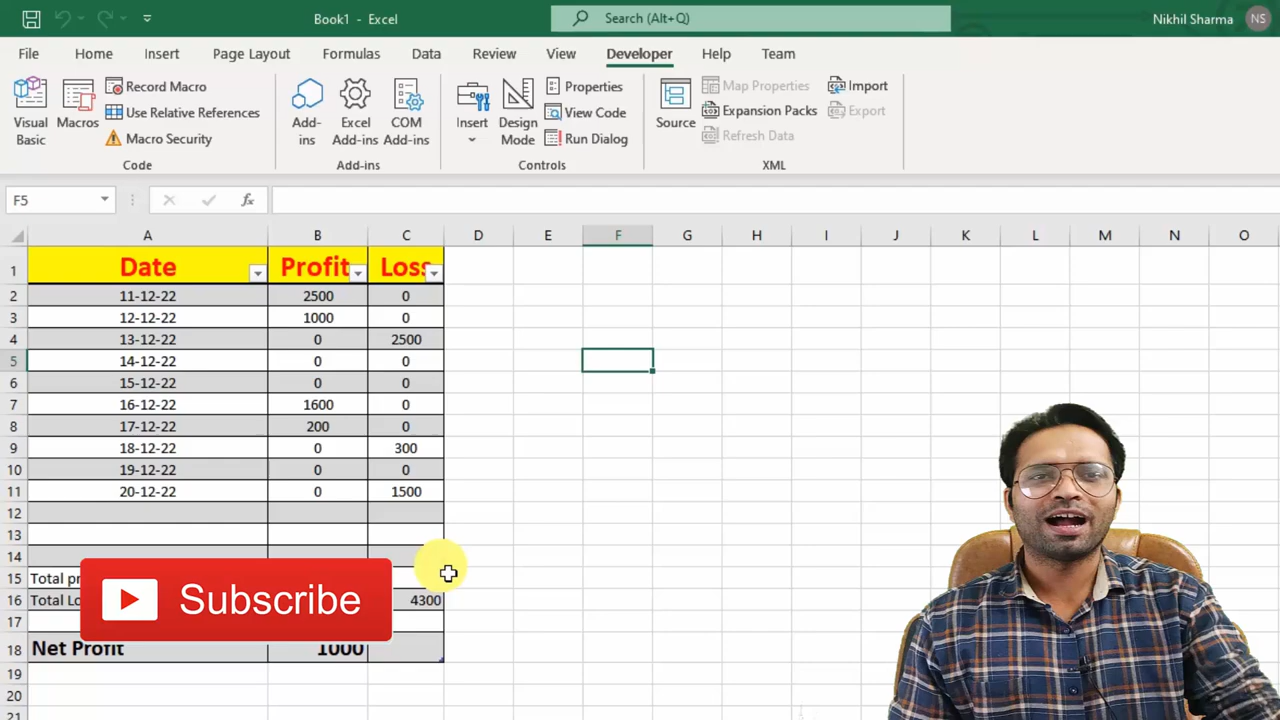 Book1 - Excel
Search (Alt+Q)
Nikhil Sharma NS
File Home Insert Page Layout Formulas Data Review View Developer Help Team
Visual Basic
Macros
Record Macro
Use Relative References
Macro Security
Code
Add-ins
Excel Add-ins
COM Add-ins
Add-ins
Insert
Design Mode
Properties
View Code
Run Dialog
Controls
Source
Map Properties
Expansion Packs
Refresh Data
Import
Export
XML
F5 fx
A B C D E F G H I J K L M N O
1 Date Profit Loss
2 11-12-22 2500 0
3 12-12-22 1000 0
4 13-12-22 0 2500
5 14-12-22 0 0
6 15-12-22 0 0
7 16-12-22 1600 0
8 17-12-22 200 0
9 18-12-22 0 300
10 19-12-22 0 0
11 20-12-22 0 1500
12
13
14
15 Total
16 Total 4300
17
18 Net Profit 1000
19
20
21
Subscribe